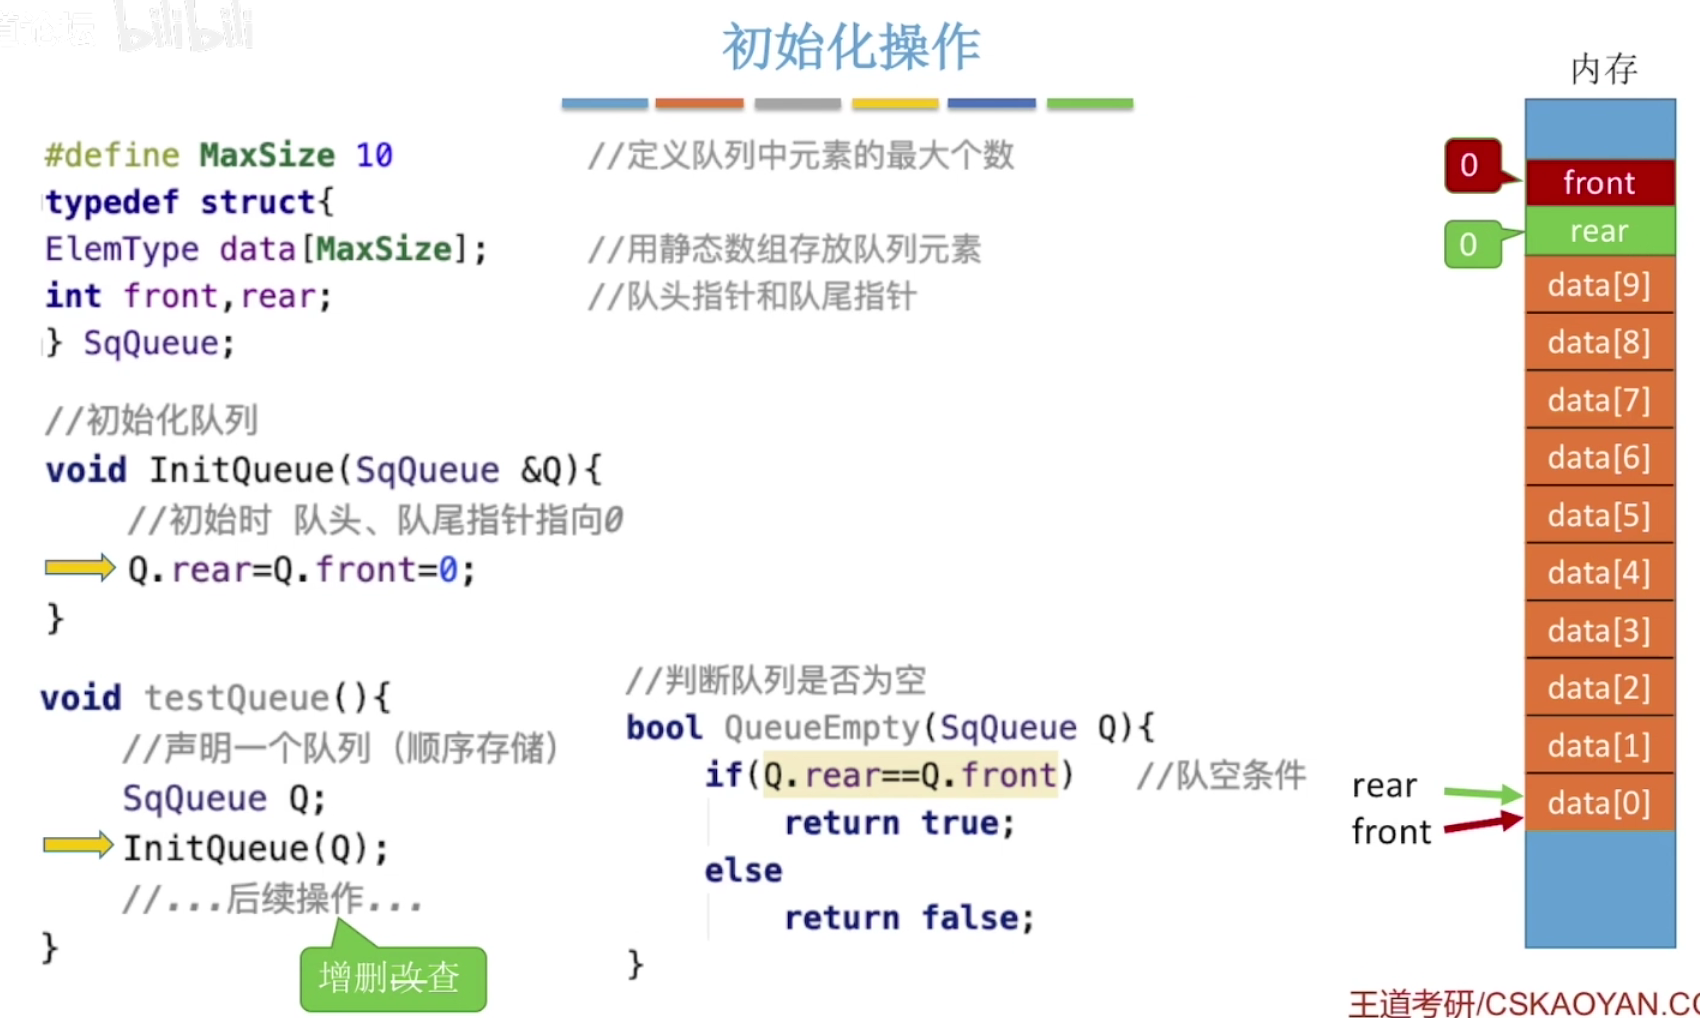 bilibili
初始化操作
#define MaxSize 10 //定义队列中元素的最大个数
typedef struct{
ElemType data[MaxSize]; //用静态数组存放队列元素
int front,rear; //队头指针和队尾指针
} SqQueue;
//初始化队列
void InitQueue(SqQueue &Q){
//初始时 队头、队尾指针指向0
Q.rear=Q.front=0;
}
void testQueue(){
//声明一个队列（顺序存储）
SqQueue Q;
InitQueue(Q);
//...后续操作...
}
增删改查
//判断队列是否为空
bool QueueEmpty(SqQueue Q){
if(Q.rear==Q.front) //队空条件
return true;
else
return false;
}
内存
0
front
0
rear
data[9]
data[8]
data[7]
data[6]
data[5]
data[4]
data[3]
data[2]
data[1]
data[0]
rear
front
王道考研/CSKAOYAN.CO